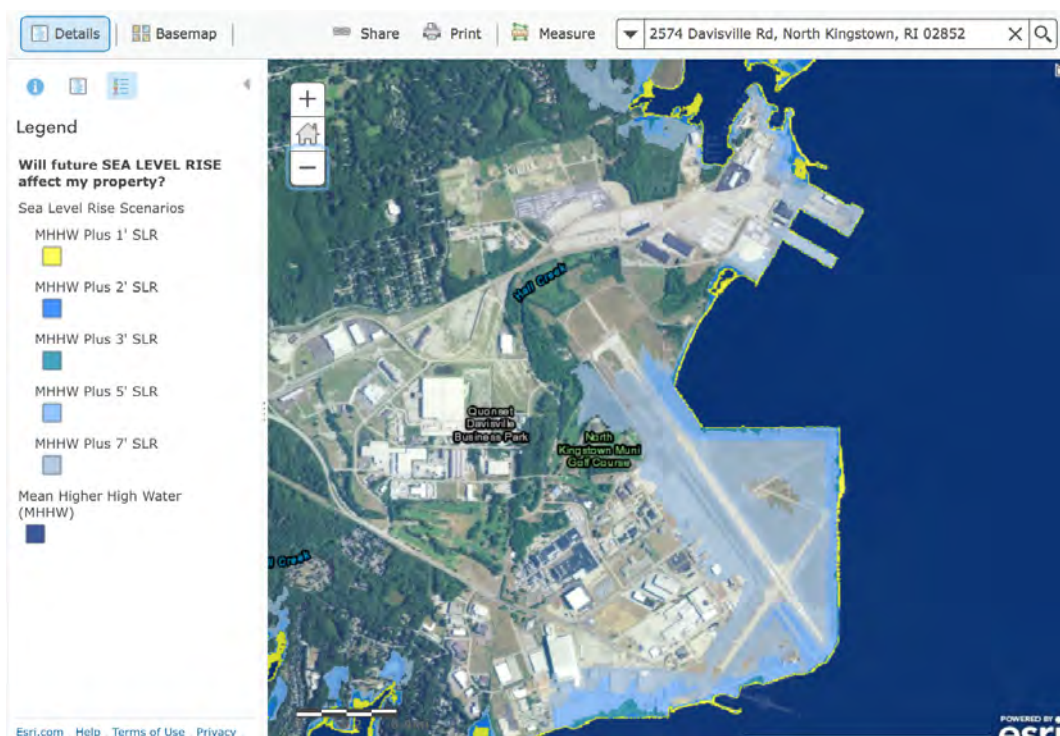 Details
Basemap
Share
Print
Measure
2574 Davisville Rd, North Kingstown, RI 02852
Legend
Will future SEA LEVEL RISE
affect my property?
Sea Level Rise Scenarios
MHHW Plus 1' SLR
MHHW Plus 2' SLR
MHHW Plus 3' SLR
MHHW Plus 5' SLR
MHHW Plus 7' SLR
Mean Higher High Water
(MHHW)
Esri.com Help Terms of Use Privacy
Hall Creek
Quonset
Davisville
Business Park
North
Kingstown Muni
Golf Course
Creek
POWERED BY
esri